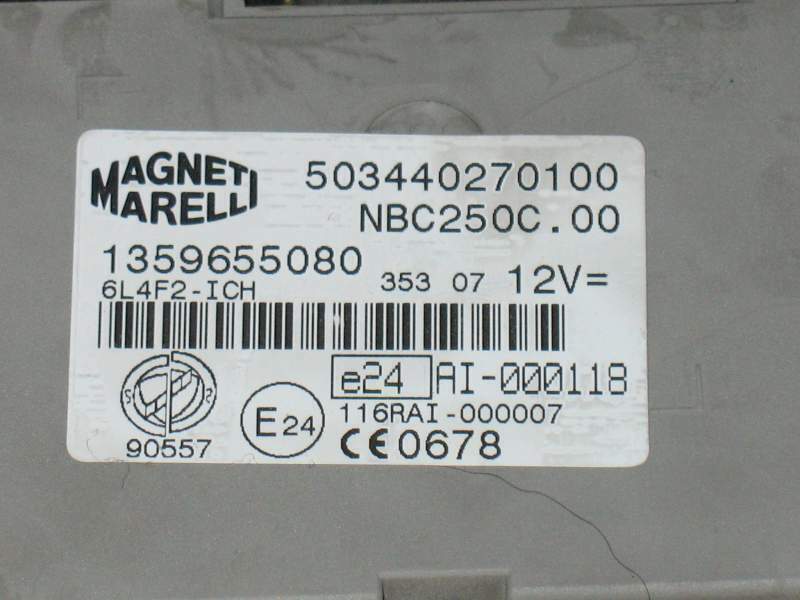 MAGNETI
MARELLI
503440270100
NBC250C.00
1359655080
353 07 12V=
6L4F2-ICH
e24 AI-000118
116RAI-000007
E24
90557
CE0678